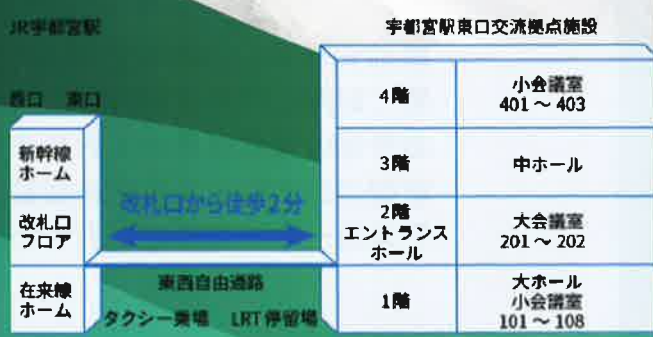 JR宇都宮駅
宇都宮駅東口交流拠点施設
西口 東口
4階
小会議室
401～403
新幹線
ホーム
3階
中ホール
改札口から徒歩2分
改札口
フロア
2階
エントランス
ホール
大会議室
201～202
在来線
ホーム
東西自由通路
タクシー乗場 LRT停留場
1階
大ホール
小会議室
101～108